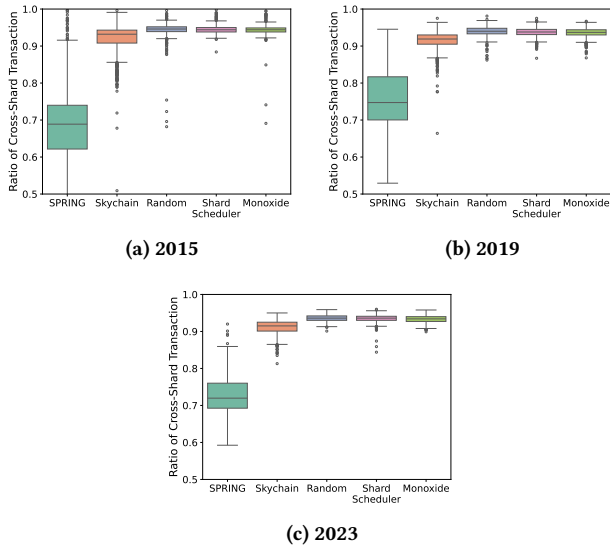 Ratio of Cross-Shard Transaction
1.0
0.9
0.8
0.7
0.6
0.5
SPRING Skychain Random Shard Scheduler Monoxide
(a) 2015
Ratio of Cross-Shard Transaction
1.0
0.9
0.8
0.7
0.6
0.5
SPRING Skychain Random Shard Scheduler Monoxide
(b) 2019
Ratio of Cross-Shard Transaction
1.0
0.9
0.8
0.7
0.6
0.5
SPRING Skychain Random Shard Scheduler Monoxide
(c) 2023